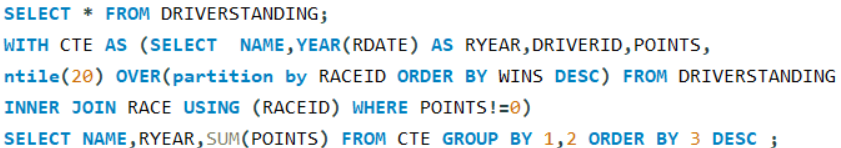 SELECT * FROM DRIVERSTANDING;
WITH CTE AS (SELECT  NAME,YEAR(RDATE) AS RYEAR,DRIVERID,POINTS,
ntile(20) OVER(partition by RACEID ORDER BY WINS DESC) FROM DRIVERSTANDING
INNER JOIN RACE USING (RACEID) WHERE POINTS!=0)
SELECT NAME,RYEAR,SUM(POINTS) FROM CTE GROUP BY 1,2 ORDER BY 3 DESC ;